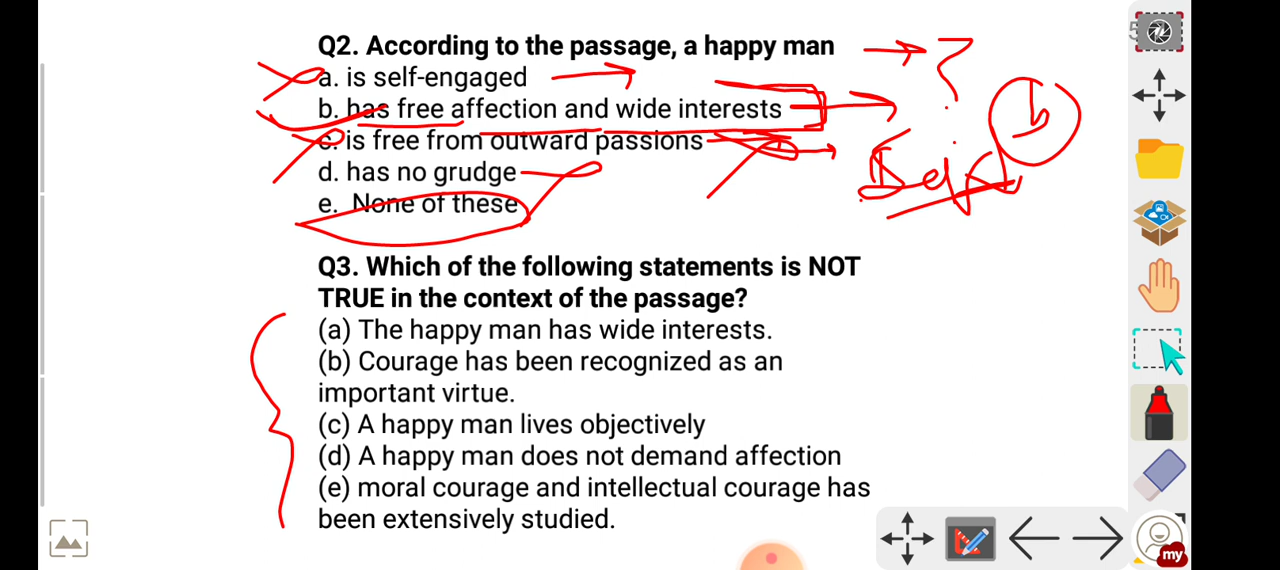 Q2. According to the passage, a happy man
a. is self-engaged
b. has free affection and wide interests
c. is free from outward passions
d. has no grudge
e. None of these
?
b
Q3. Which of the following statements is NOT
TRUE in the context of the passage?
(a) The happy man has wide interests.
(b) Courage has been recognized as an
important virtue.
(c) A happy man lives objectively
(d) A happy man does not demand affection
(e) moral courage and intellectual courage has
been extensively studied.
my